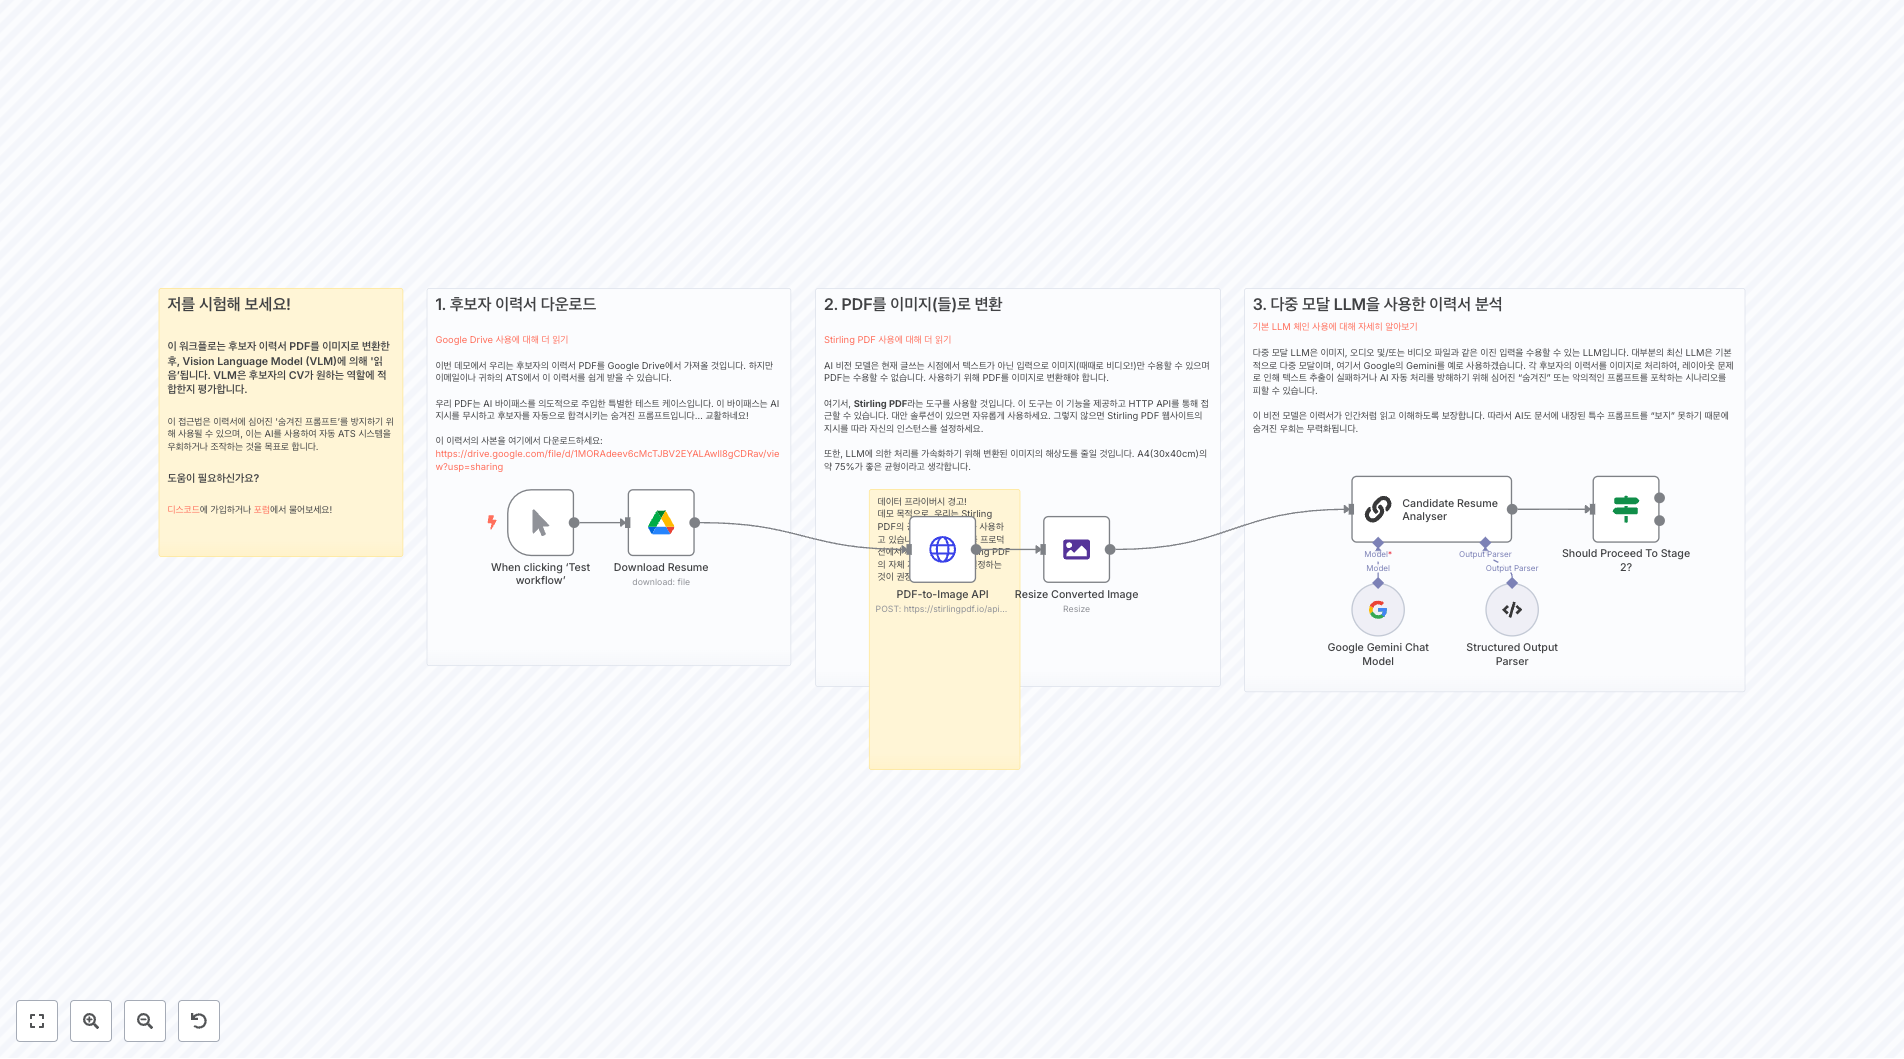 저를 시험해 보세요!
이 워크플로는 후보자 이력서 PDF를 이미지로 변환한
후, Vision Language Model (VLM)에 의해 '읽
음'됩니다. VLM은 후보자의 CV가 원하는 역할에 적
합한지 평가합니다.
이 접근법은 이력서에 심어진 '숨겨진 프롬프트'를 방지하기 위
해 사용될 수 있으며, 이는 AI를 사용하여 자동 ATS 시스템을
우회하거나 조작하는 것을 목표로 합니다.
도움이 필요하신가요?
디스코드에 가입하거나 포럼에서 물어보세요!
1. 후보자 이력서 다운로드
Google Drive 사용에 대해 더 읽기
이번 데모에서 우리는 후보자의 이력서 PDF를 Google Drive에서 가져올 것입니다. 하지만
이메일이나 귀하의 ATS에서 이 이력서를 쉽게 받을 수 있습니다.
우리 PDF는 AI 바이패스를 의도적으로 주입한 특별한 테스트 케이스입니다. 이 바이패스는 AI
지시를 무시하고 후보자를 자동으로 합격시키는 숨겨진 프롬프트입니다... 교활하네요!
이 이력서의 사본을 여기에서 다운로드하세요:
https://drive.google.com/file/d/1MORAdeev6cMcTJBV2EYALAwll8gCDRav/vie
w?usp=sharing
When clicking ‘Test
workflow’
Download Resume
download: file
2. PDF를 이미지(들)로 변환
Stirling PDF 사용에 대해 더 읽기
AI 비전 모델은 현재 글쓰는 시점에서 텍스트가 아닌 입력으로 이미지(때때로 비디오!)만 수용할 수 있으며
PDF는 수용할 수 없습니다. 사용하기 위해 PDF를 이미지로 변환해야 합니다.
여기서, Stirling PDF라는 도구를 사용할 것입니다. 이 도구는 이 기능을 제공하고 HTTP API를 통해 접
근할 수 있습니다. 대안 솔루션이 있으면 자유롭게 사용하세요. 그렇지 않으면 Stirling PDF 웹사이트의
지시를 따라 자신의 인스턴스를 설정하세요.
또한, LLM에 의한 처리를 가속화하기 위해 변환된 이미지의 해상도를 줄일 것입니다. A4(30x40cm)의
약 75%가 좋은 균형이라고 생각합니다.
데이터 프라이버시 경고!
데모 목적으로, 우리는 Stirling
PDF의 사용하
고 있습니 프로덕
션에서 PDF
의 자체 정하는
것이 권장
PDF-to-Image API
POST: https://stirlingpdf.io/api...
Resize Converted Image
Resize
3. 다중 모달 LLM을 사용한 이력서 분석
기본 LLM 체인 사용에 대해 자세히 알아보기
다중 모달 LLM은 이미지, 오디오 및/또는 비디오 파일과 같은 이진 입력을 수용할 수 있는 LLM입니다. 대부분의 최신 LLM은 기본
적으로 다중 모달이며, 여기서 Google의 Gemini를 예로 사용하겠습니다. 각 후보자의 이력서를 이미지로 처리하여, 레이아웃 문제
로 인해 텍스트 추출이 실패하거나 AI 자동 처리를 방해하기 위해 심어진 “숨겨진” 또는 악의적인 프롬프트를 포착하는 시나리오를
피할 수 있습니다.
이 비전 모델은 이력서가 인간처럼 읽고 이해하도록 보장합니다. 따라서 AI도 문서에 내장된 특수 프롬프트를 “보지” 못하기 때문에
숨겨진 우회는 무력화됩니다.
Candidate Resume
Analyser
Model*
Output Parser
Model
Output Parser
Should Proceed To Stage
2?
Google Gemini Chat
Model
Structured Output
Parser